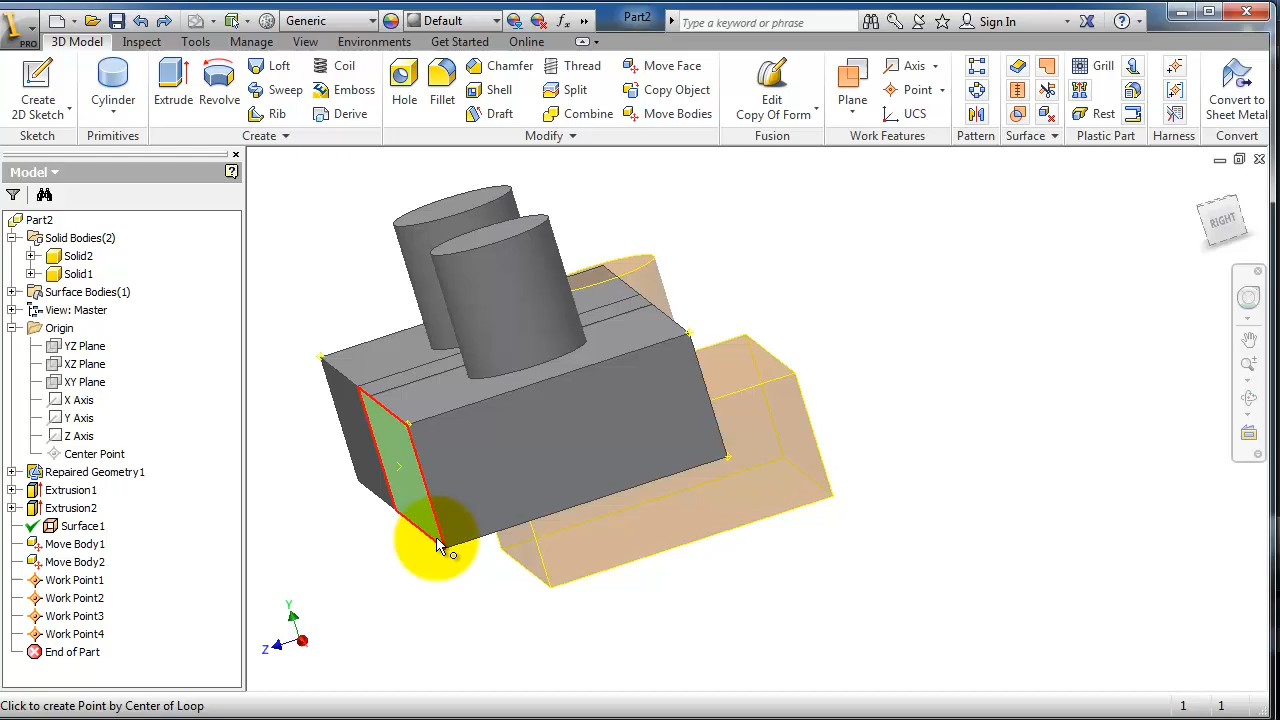 Generic Default fx Part2 Type a keyword or phrase Sign In ?
PRO 3D Model Inspect Tools Manage View Environments Get Started Online
Create 2D Sketch Cylinder Extrude Revolve Loft Sweep Rib Coil Emboss Derive Hole Fillet Chamfer Shell Draft Thread Split Combine Move Face Copy Object Move Bodies Edit Copy Of Form Plane Axis Point UCS Grill Rest Convert to Sheet Metal
Sketch Primitives Create Modify Fusion Work Features Pattern Surface Plastic Part Harness Convert
Model ?
Part2
Solid Bodies(2)
Solid2
Solid1
Surface Bodies(1)
View: Master
Origin
YZ Plane
XZ Plane
XY Plane
X Axis
Y Axis
Z Axis
Center Point
Repaired Geometry1
Extrusion1
Extrusion2
Surface1
Move Body1
Move Body2
Work Point1
Work Point2
Work Point3
Work Point4
End of Part
RIGHT
Y
Z
Click to create Point by Center of Loop 1 1